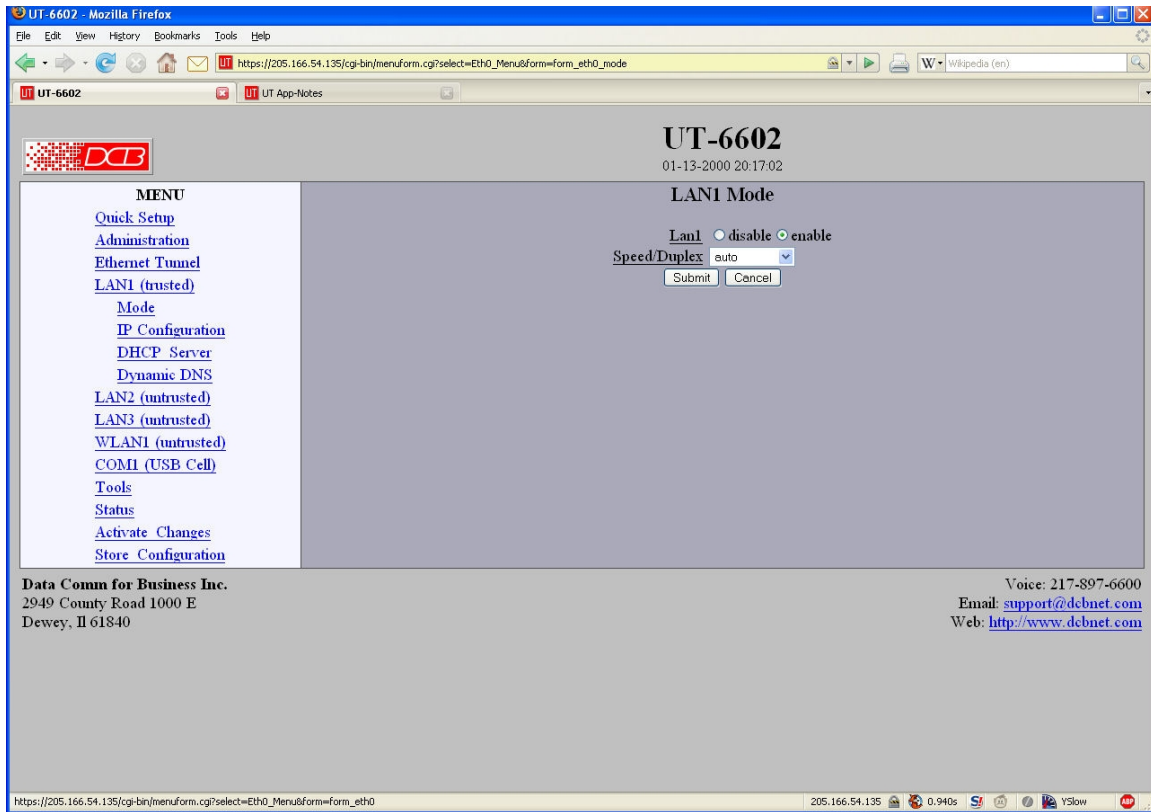 UT-6602 - Mozilla Firefox
File Edit View History Bookmarks Tools Help
UT https://205.166.54.135/cgi-bin/menuform.cgi?select=Eth0_Menu&form=form_eth0_mode W Wikipedia (en)
UT UT-6602 UT UT App-Notes
DCB
UT-6602
01-13-2000 20:17:02
MENU
Quick Setup
Administration
Ethernet Tunnel
LAN1 (trusted)
Mode
IP Configuration
DHCP Server
Dynamic DNS
LAN2 (untrusted)
LAN3 (untrusted)
WLAN1 (untrusted)
COM1 (USB Cell)
Tools
Status
Activate Changes
Store Configuration
LAN1 Mode
Lan1 disable enable
Speed/Duplex auto
Submit Cancel
Data Comm for Business Inc.
2949 County Road 1000 E
Dewey, Il 61840
Voice: 217-897-6600
Email: support@dcbnet.com
Web: http://www.dcbnet.com
https://205.166.54.135/cgi-bin/menuform.cgi?select=Eth0_Menu&form=form_eth0 205.166.54.135 0.940s S YSlow ABP